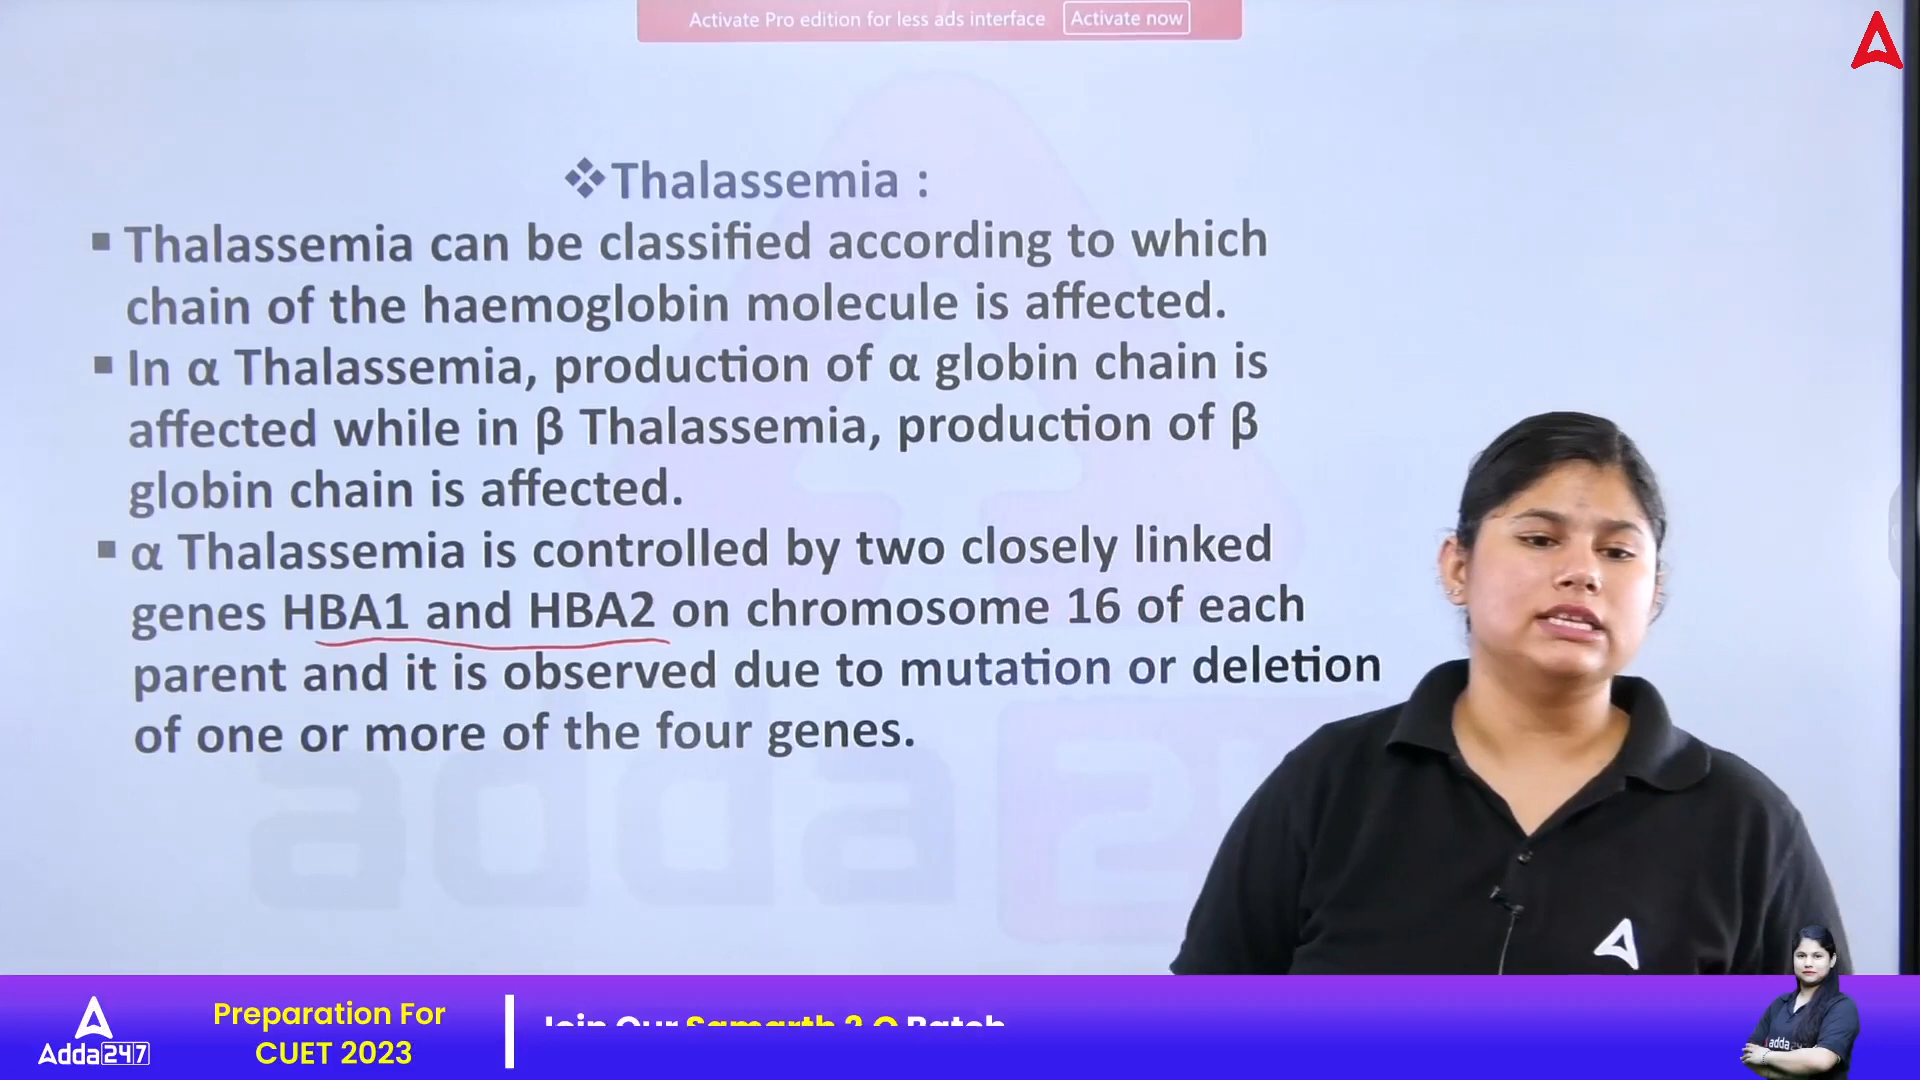 Activate Pro edition for less ads interface Activate now
❖Thalassemia :
▪ Thalassemia can be classified according to which
chain of the haemoglobin molecule is affected.
▪ In α Thalassemia, production of α globin chain is
affected while in β Thalassemia, production of β
globin chain is affected.
▪ α Thalassemia is controlled by two closely linked
genes HBA1 and HBA2 on chromosome 16 of each
parent and it is observed due to mutation or deletion
of one or more of the four genes.
adda 2
Adda247
Preparation For
CUET 2023
Join Our Samarth 2.O Batch
adda